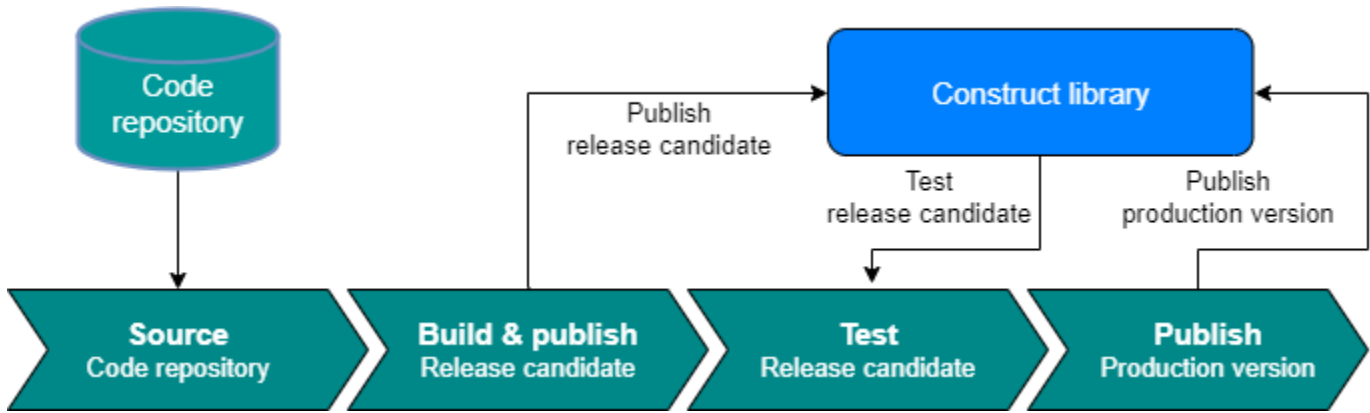 Code
repository
Construct library
Publish
release candidate
Test
release candidate
Publish
production version
Source
Code repository
Build & publish
Release candidate
Test
Release candidate
Publish
Production version